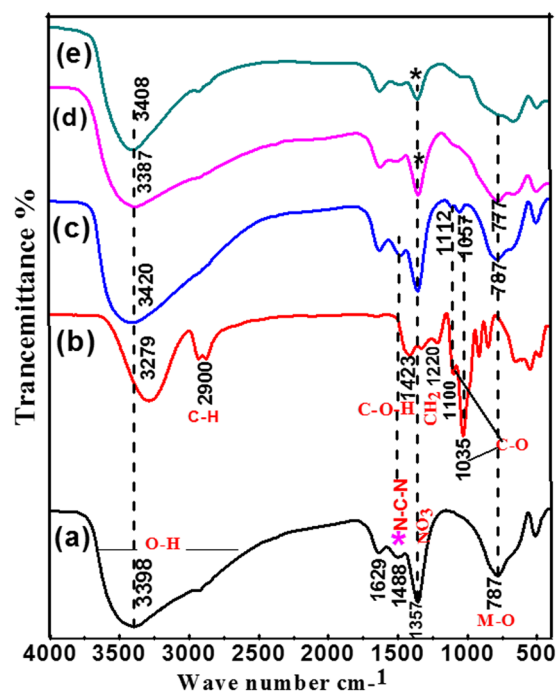 (e)
*
3408
(d)
3387
*
(c)
3420
1112
1057
777
787
(b)
3279
2900
C-H
1423
1220
1100
1035
C-O-H
CH2
C-O
(a)
O-H
3398
*N-C-N
NO3
1629
1488
1357
787
M-O
4000 3500 3000 2500 2000 1500 1000 500
Wave number cm-1
Trancemittance %